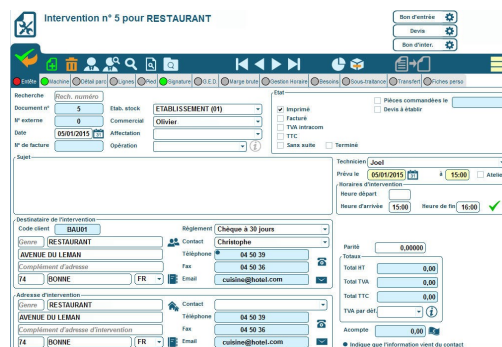 Intervention n° 5 pour RESTAURANT
Bon d'entrée
Devis
Bon d'inter.
Entête Machine Détail parc Lignes Pied Signature G.E.D Marge brute Gestion Horaire Besoins Sous-traitance Transfert Fiches perso.
Recherche Rech. numéro
Document n° 5 Etab. stock ETABLISSEMENT (01)
N° externe 0 Commercial Olivier
Date 05/01/2015 Affectation
N° de facture Opération
Etat
Imprimé
Facturé
TVA intracom
TTC
Sans suite Terminé
Pièces commandées le
Devis à établir
Sujet
Technicien Joel
Prévu le 05/01/2015 à 15:00 Atelie
Horaires d'intervention
Heure départ
Heure d'arrivée 15:00 Heure de fin 16:00
Destinataire de l'intervention
Code client BAU01 Réglement Chèque à 30 jours
Genre RESTAURANT Contact Christophe
AVENUE DU LEMAN Téléphone 04 50 39
Complément d'adresse Fax 04 50 36
74 BONNE FR Email cuisine@hotel.com
Parité 0,00000
Totaux
Total HT 0,00
Total TVA 0,00
Total TTC 0,00
TVA par déf.
Acompte 0,00
Indique que l'information vient du contact
Adresse d'intervention
Genre RESTAURANT Contact
AVENUE DU LEMAN Téléphone 04 50 39
Complément d'adresse d'intervention Fax 04 50 36
74 BONNE FR Email cuisine@hotel.com